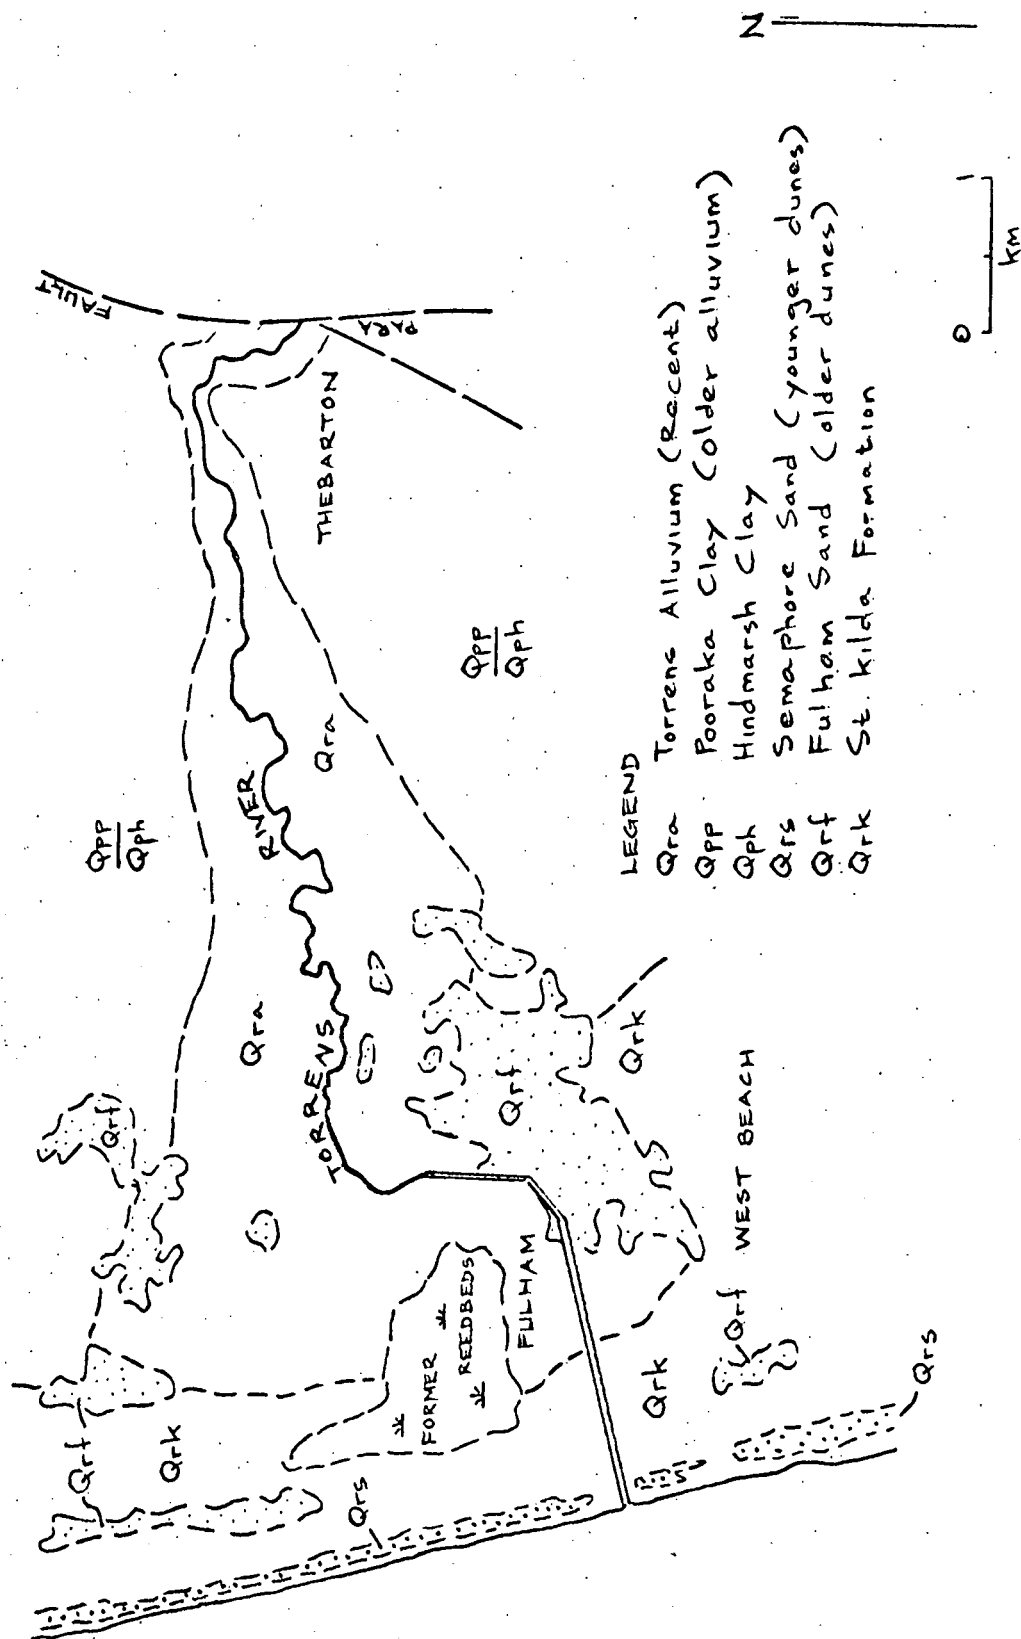 N
FAULT
PARA
THEBARTON
Qpp
Qph
Qpp
Qph
RIVER
TORRENS
Qra
Qra
Qrf
Qrf
Qrf
Qrf
Qrk
Qrk
Qrk
FORMER
REEDBEDS
FULHAM
WEST BEACH
Qrs
Qrs
LEGEND
Qra Torrens Alluvium (Recent)
Qpp Pooraka Clay (older alluvium)
Qph Hindmarsh Clay
Qrs Semaphore Sand (younger dunes)
Qrf Fulham Sand (older dunes)
Qrk St. Kilda Formation
0 1
km